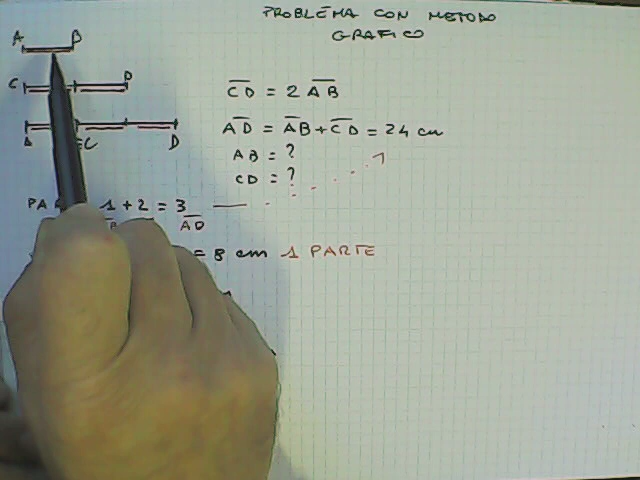 PROBLEMA CON METODO
GRAFICO
A B
C D
A ≡C D
CD = 2 AB
AD = AB + CD = 24 cm
AB = ?
CD = ?
1 + 2 = 3
AD
= 8 cm 1 PARTE